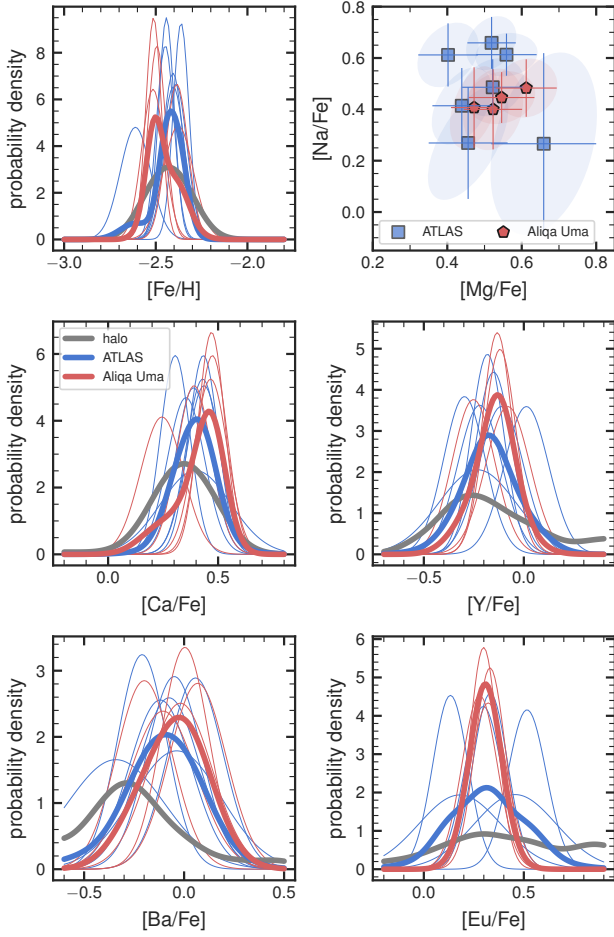 probability density
8
6
4
2
0
−3.0
−2.5
−2.0
[Fe/H]
[Na/Fe]
0.8
0.6
0.4
0.2
0.0
ATLAS
Aliqa Uma
0.2
0.4
0.6
0.8
[Mg/Fe]
probability density
6
5
4
3
2
1
0
halo
ATLAS
Aliqa Uma
0.0
0.5
[Ca/Fe]
probability density
5
4
3
2
1
0
−0.5
0.0
[Y/Fe]
probability density
3
2
1
0
−0.5
0.0
0.5
[Ba/Fe]
probability density
6
5
4
3
2
1
0
0.0
0.5
[Eu/Fe]